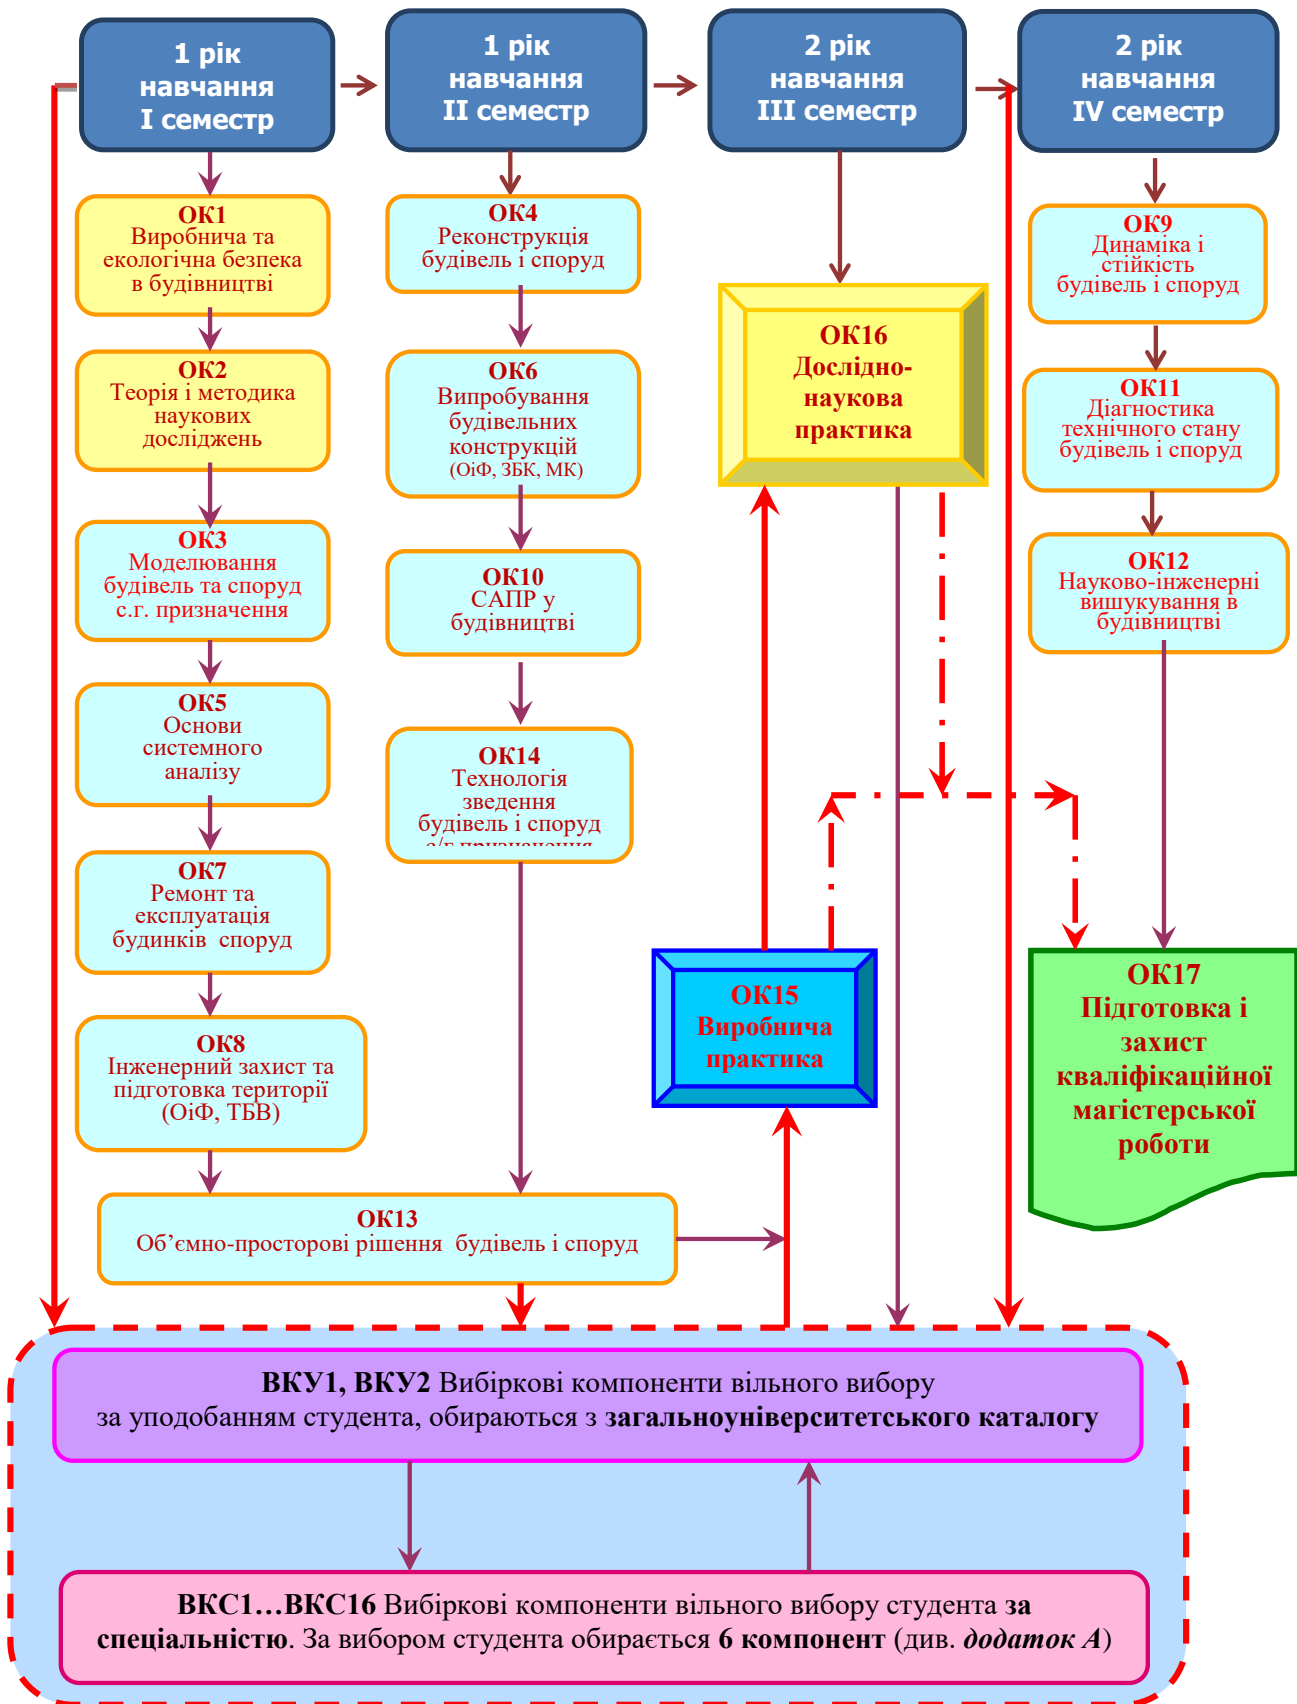 1 рік
навчання
І семестр
1 рік
навчання
ІІ семестр
2 рік
навчання
ІІІ семестр
2 рік
навчання
IV семестр
ОК1
Виробнича та
екологічна безпека
в будівництві
ОК2
Теорія і методика
наукових
досліджень
ОК3
Моделювання
будівель та споруд
с.г. призначення
ОК5
Основи
системного
аналізу
ОК7
Ремонт та
експлуатація
будинків споруд
ОК8
Інженерний захист та
підготовка території
(ОіФ, ТБВ)
ОК4
Реконструкція
будівель і споруд
ОК6
Випробування
будівельних
конструкцій
(ОіФ, ЗБК, МК)
ОК10
САПР у
будівництві
ОК14
Технологія
зведення
будівель і споруд
с/г призначення
ОК13
Об’ємно-просторові рішення будівель і споруд
ОК16
Дослідно-
наукова
практика
ОК15
Виробнича
практика
ОК9
Динаміка і
стійкість
будівель і споруд
ОК11
Діагностика
технічного стану
будівель і споруд
ОК12
Науково-інженерні
вишукування в
будівництві
ОК17
Підготовка і
захист
кваліфікаційної
магістерської
роботи
ВКУ1, ВКУ2 Вибіркові компоненти вільного вибору
за уподобанням студента, обираються з загальноуніверситетського каталогу
ВКС1…ВКС16 Вибіркові компоненти вільного вибору студента за
спеціальністю. За вибором студента обирається 6 компонент (див. додаток А)